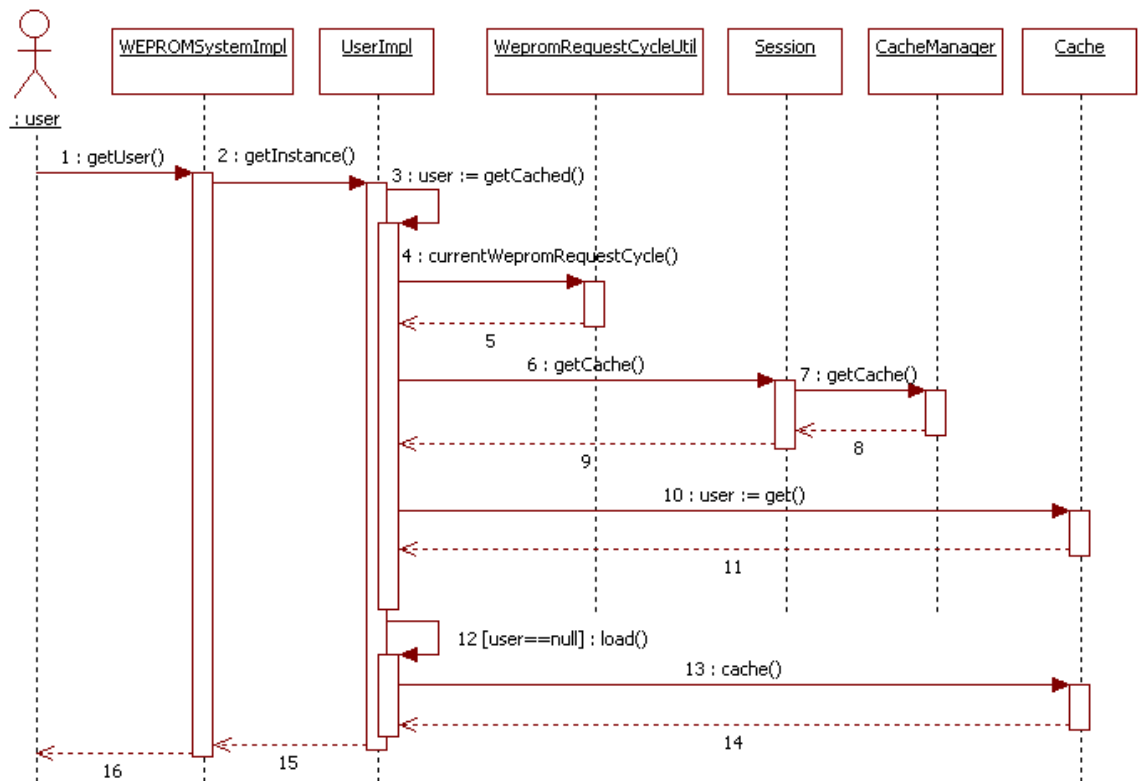 WEPROMSystemImpl
UserImpl
WepromRequestCycleUtil
Session
CacheManager
Cache
: user
1 : getUser()
2 : getInstance()
3 : user := getCached()
4 : currentWepromRequestCycle()
5
6 : getCache()
7 : getCache()
8
9
10 : user := get()
11
12 [user==null] : load()
13 : cache()
14
15
16